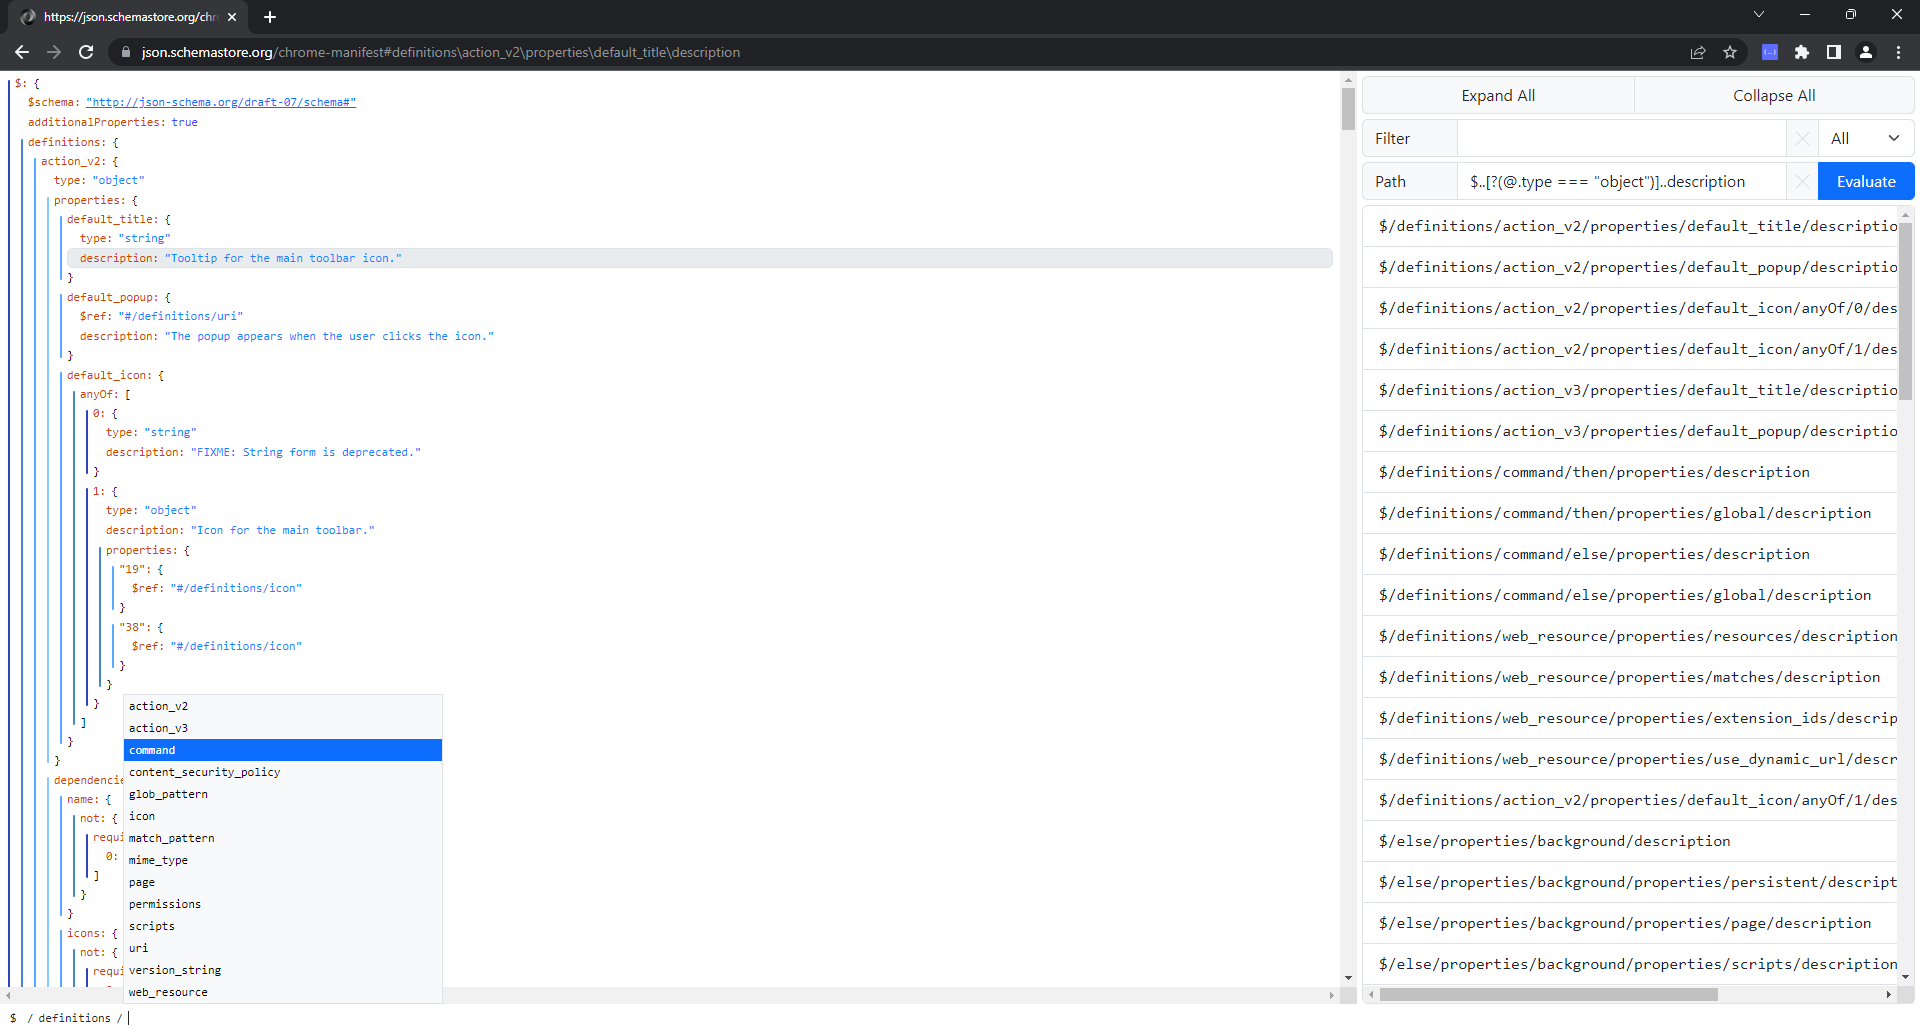 https://json.schemastore.org/chr
json.schemastore.org/chrome-manifest#definitions\action_v2\properties\default_title\description
$: {
$schema: "http://json-schema.org/draft-07/schema#"
additionalProperties: true
definitions: {
action_v2: {
type: "object"
properties: {
default_title: {
type: "string"
description: "Tooltip for the main toolbar icon."
}
default_popup: {
$ref: "#/definitions/uri"
description: "The popup appears when the user clicks the icon."
}
default_icon: {
anyOf: [
0: {
type: "string"
description: "FIXME: String form is deprecated."
}
1: {
type: "object"
description: "Icon for the main toolbar."
properties: {
"19": {
$ref: "#/definitions/icon"
}
"38": {
$ref: "#/definitions/icon"
}
}
}
]
}
}
dependencie
name: {
not: {
requi
0:
]
}
}
icons: {
not: {
requi
action_v2
action_v3
command
content_security_policy
glob_pattern
icon
match_pattern
mime_type
page
permissions
scripts
uri
version_string
web_resource
$ / definitions /
Expand All
Collapse All
Filter
All
Path
$..[?(@.type === "object")]..description
Evaluate
$/definitions/action_v2/properties/default_title/descriptio
$/definitions/action_v2/properties/default_popup/descriptio
$/definitions/action_v2/properties/default_icon/anyOf/0/des
$/definitions/action_v2/properties/default_icon/anyOf/1/des
$/definitions/action_v3/properties/default_title/descriptio
$/definitions/action_v3/properties/default_popup/descriptio
$/definitions/command/then/properties/description
$/definitions/command/then/properties/global/description
$/definitions/command/else/properties/description
$/definitions/command/else/properties/global/description
$/definitions/web_resource/properties/resources/description
$/definitions/web_resource/properties/matches/description
$/definitions/web_resource/properties/extension_ids/descrip
$/definitions/web_resource/properties/use_dynamic_url/descr
$/definitions/action_v2/properties/default_icon/anyOf/1/des
$/else/properties/background/description
$/else/properties/background/properties/persistent/descript
$/else/properties/background/properties/page/description
$/else/properties/background/properties/scripts/description